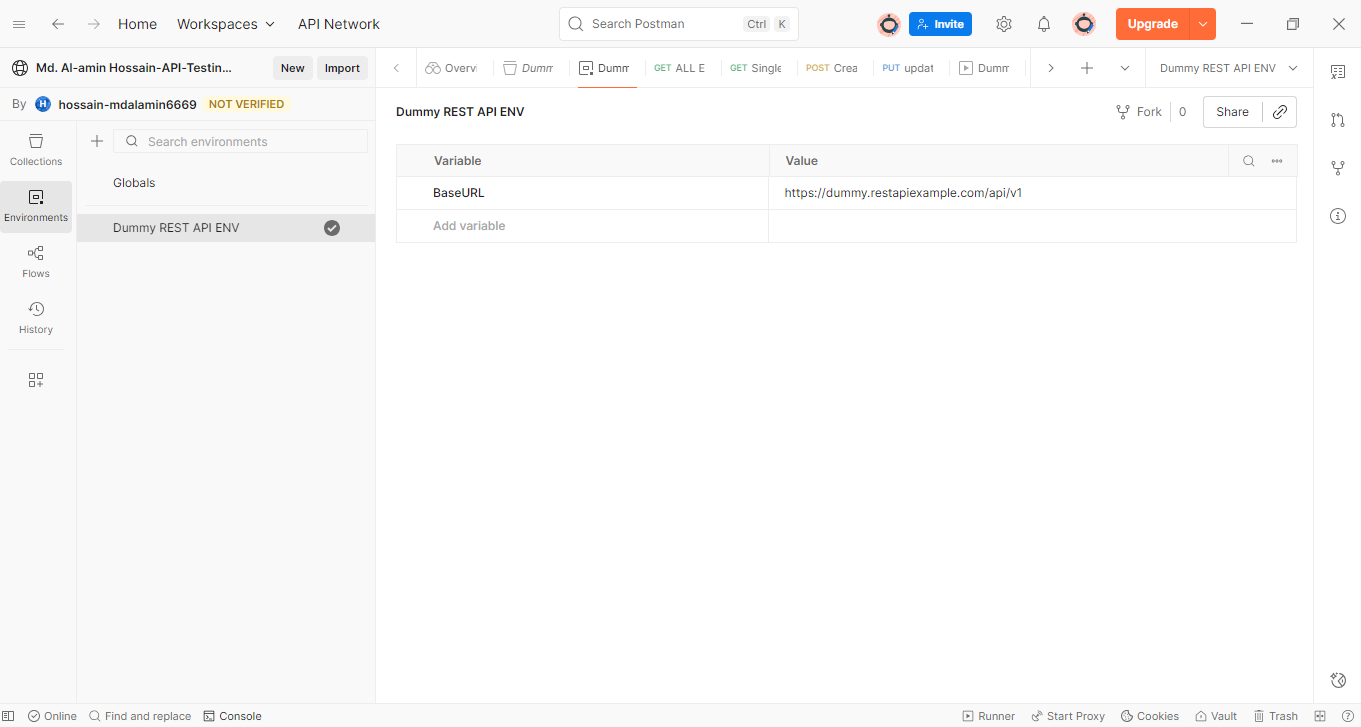 Home Workspaces API Network Search Postman Ctrl K Invite Upgrade
Md. Al-amin Hossain-API-Testin... New Import Overvi Dumm Dumm GET ALL E GET Single POST Crea PUT updat Dumm Dummy REST API ENV
By H hossain-mdalamin6669 NOT VERIFIED
Dummy REST API ENV Fork 0 Share
Collections
Search environments
Globals
Environments
Dummy REST API ENV
Flows
History
Variable Value
BaseURL https://dummy.restapiexample.com/api/v1
Add variable
Online Find and replace Console Runner Start Proxy Cookies Vault Trash